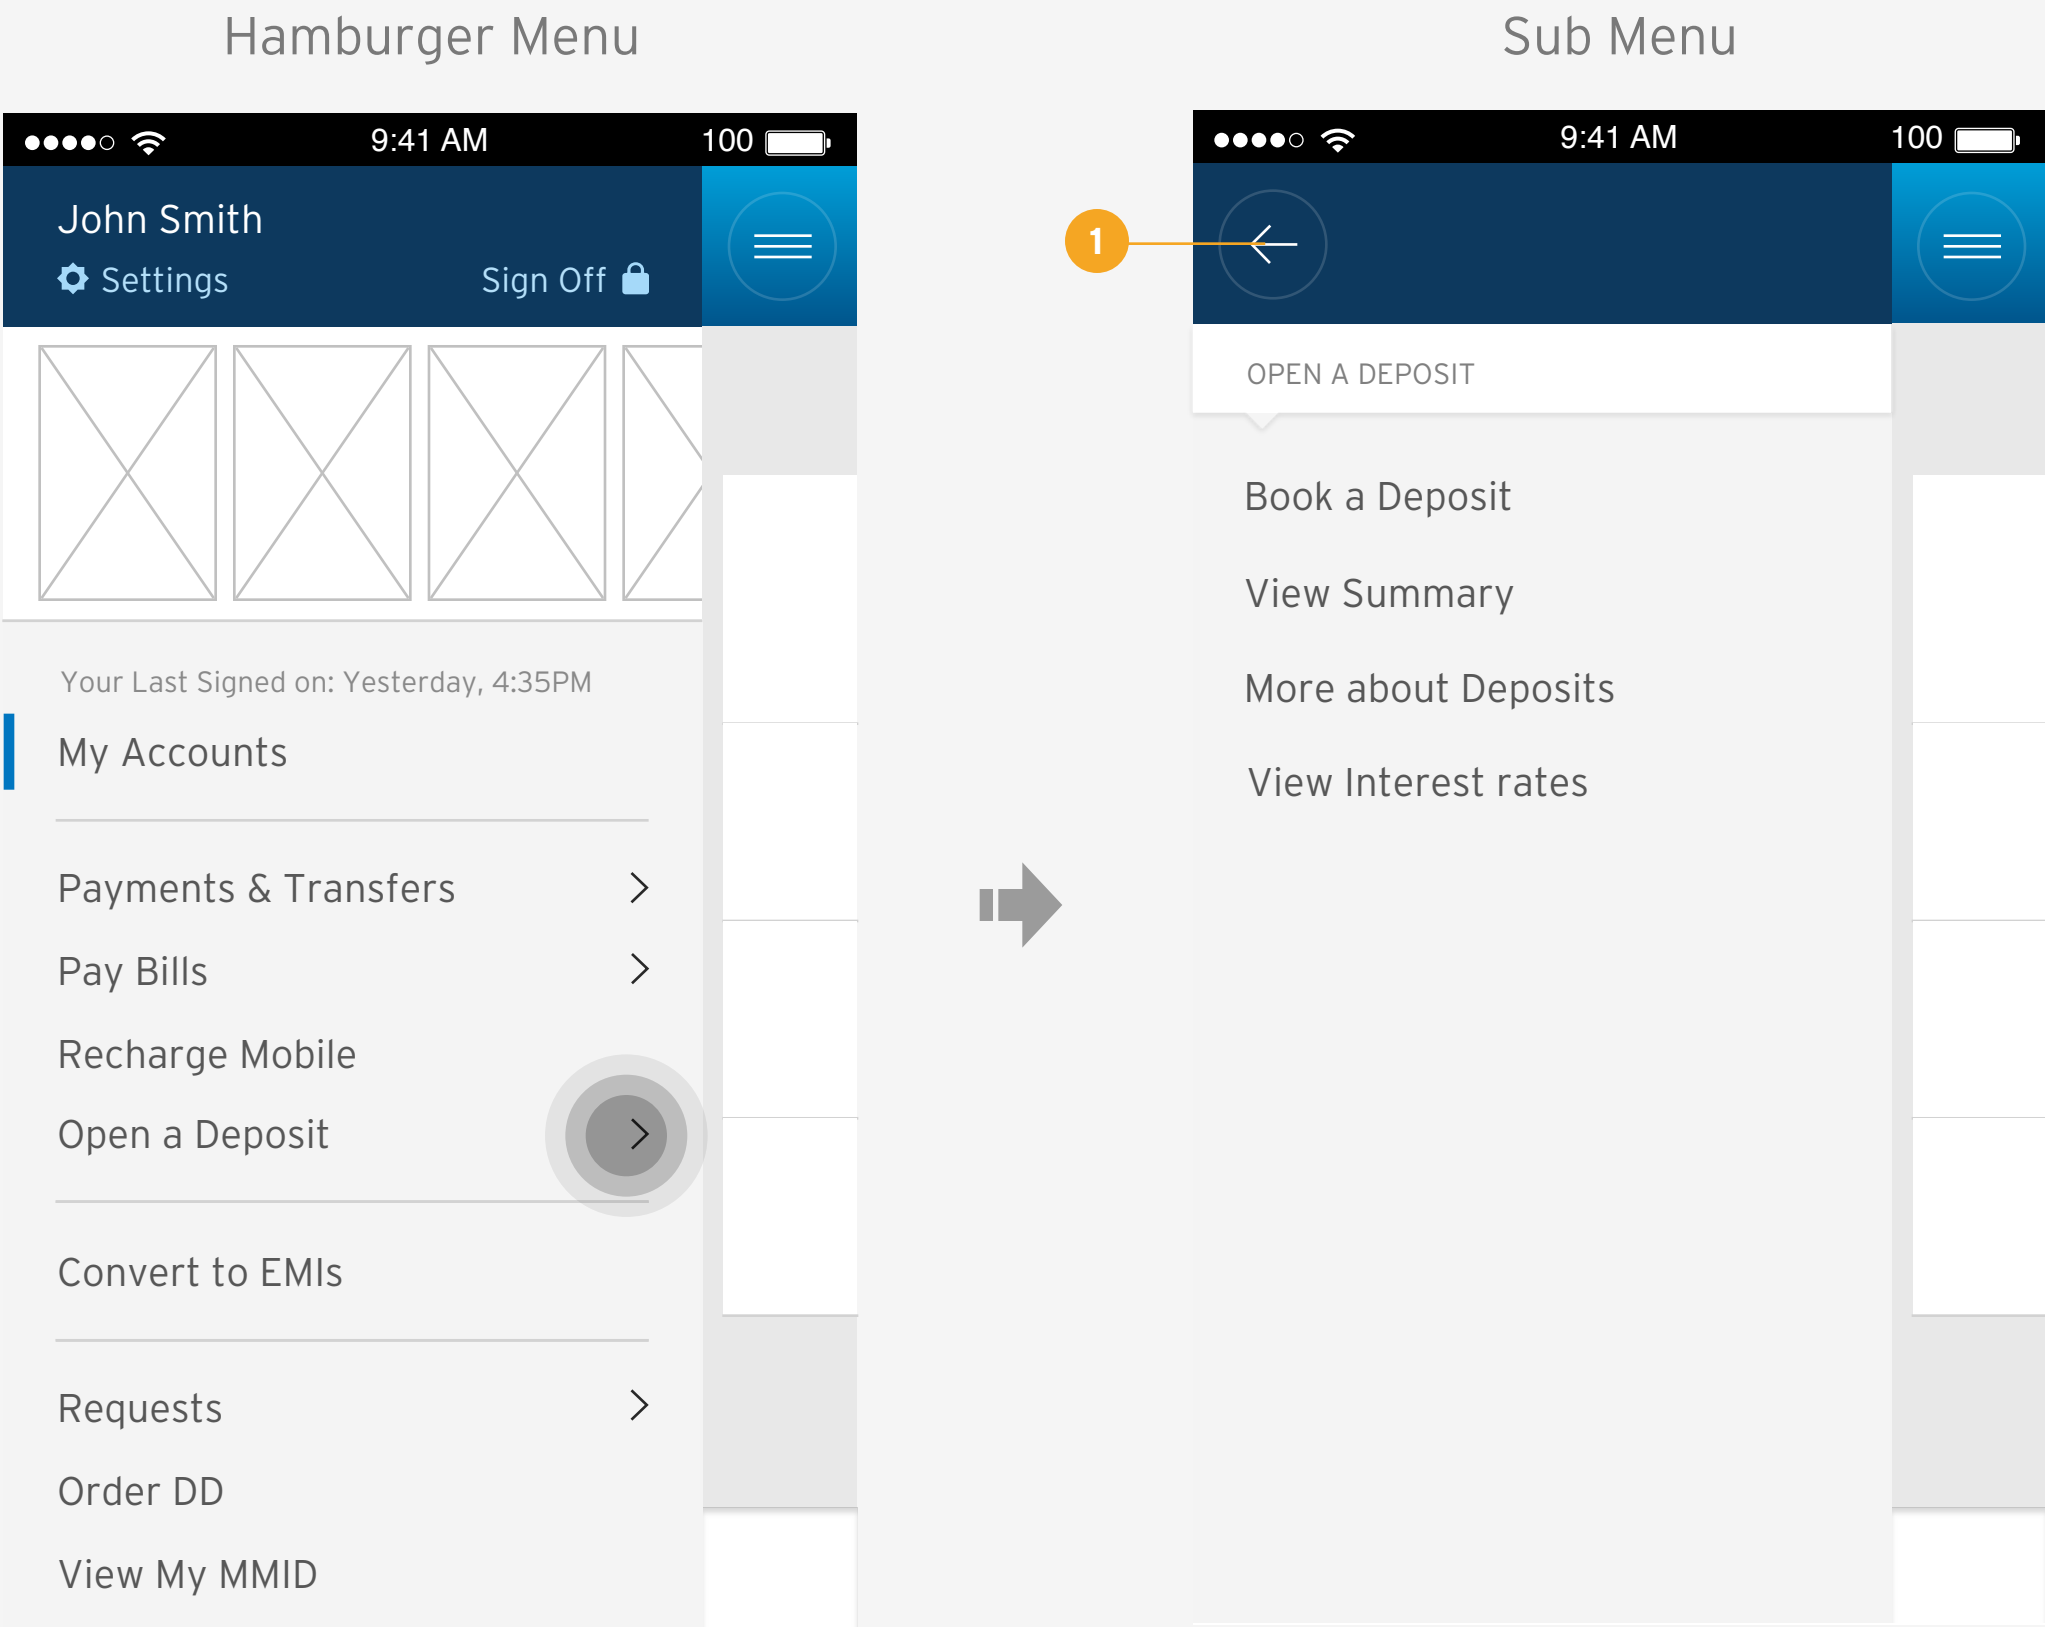 Hamburger Menu
9:41 AM
100
John Smith
Settings
Sign Off
Your Last Signed on: Yesterday, 4:35PM
My Accounts
Payments & Transfers
Pay Bills
Recharge Mobile
Open a Deposit
Convert to EMIs
Requests
Order DD
View My MMID
Sub Menu
9:41 AM
100
1
OPEN A DEPOSIT
Book a Deposit
View Summary
More about Deposits
View Interest rates